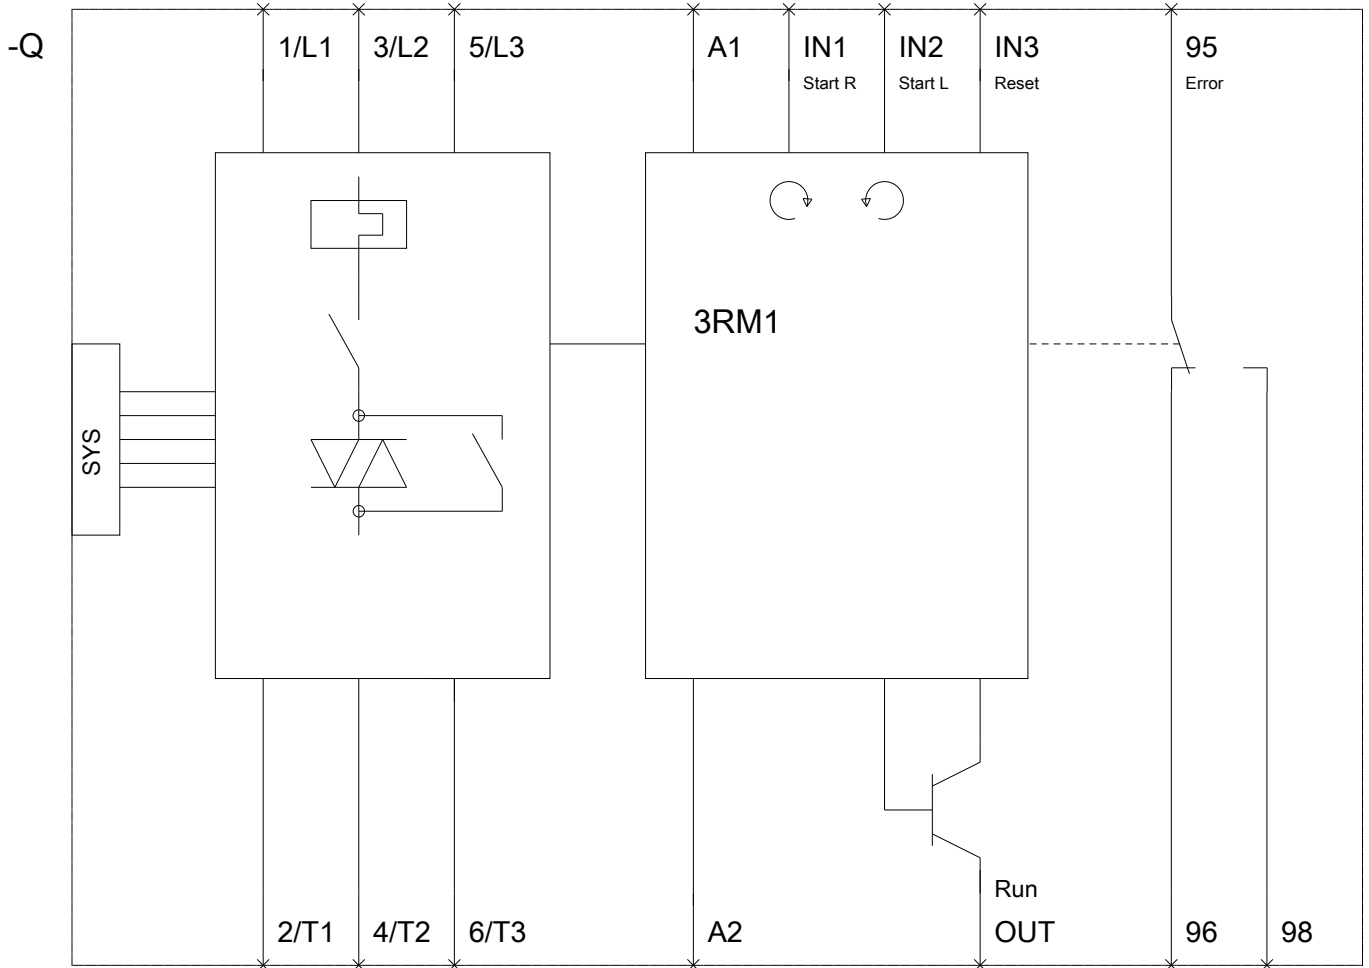 -Q
1/L1 3/L2 5/L3 A1 IN1 IN2 IN3 95
Start R Start L Reset Error
3RM1
SYS
Run
2/T1 4/T2 6/T3 A2 OUT 96 98